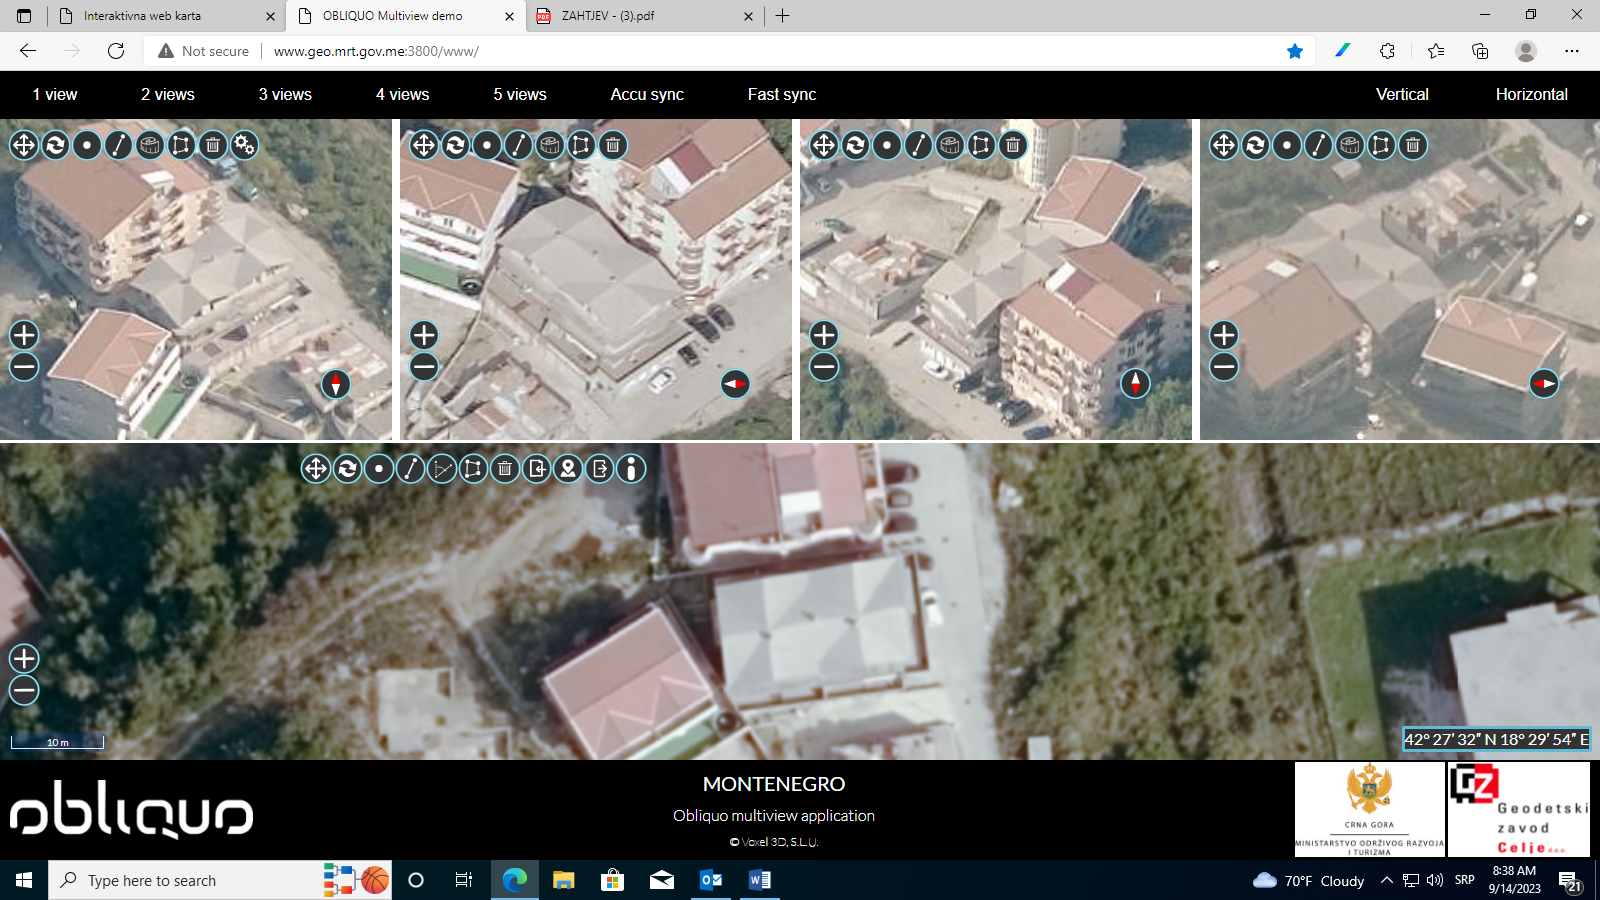 Interaktivna web karta
OBLIQUO Multiview demo
ZAHTJEV - (3).pdf
Not secure
www.geo.mrt.gov.me:3800/www/
1 view
2 views
3 views
4 views
5 views
Accu sync
Fast sync
Vertical
Horizontal
10 m
42° 27′ 32″ N 18° 29′ 54″ E
obliquo
MONTENEGRO
Obliquo multiview application
© Voxel 3D, S.L.U.
CRNA GORA
MINISTARSTVO ODRŽIVOG RAZVOJA
I TURIZMA
GZ
Geodetski
zavod
Celje d.o.o.
Type here to search
70°F Cloudy
SRP
8:38 AM
9/14/2023
21